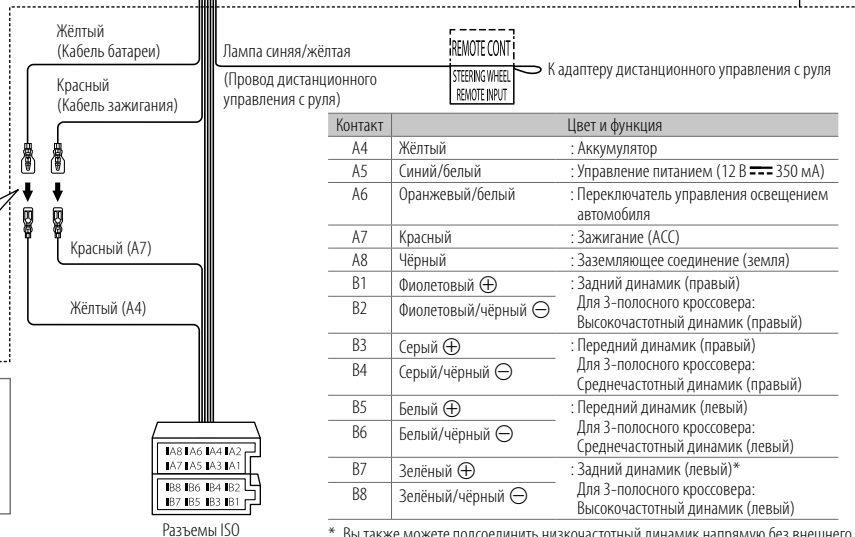 Жёлтый
(Кабель батареи)
Красный
(Кабель зажигания)
Лампа синяя/жёлтая
(Провод дистанционного
управления с руля)
REMOTE CONT
STEERING WHEEL
REMOTE INPUT
К адаптеру дистанционного управления с руля
Красный (A7)
Жёлтый (A4)
A8 A6 A4 A2
A7 A5 A3 A1
B8 B6 B4 B2
B7 B5 B3 B1
Разъемы ISO
Контакт Цвет и функция
A4 Жёлтый : Аккумулятор
A5 Синий/белый : Управление питанием (12 В ⎓ 350 мА)
A6 Оранжевый/белый : Переключатель управления освещением
автомобиля
A7 Красный : Зажигание (ACC)
A8 Чёрный : Заземляющее соединение (земля)
B1 Фиолетовый ⊕ : Задний динамик (правый)
B2 Фиолетовый/чёрный ⊖ Для 3-полосного кроссовера:
Высокочастотный динамик (правый)
B3 Серый ⊕ : Передний динамик (правый)
B4 Серый/чёрный ⊖ Для 3-полосного кроссовера:
Среднечастотный динамик (правый)
B5 Белый ⊕ : Передний динамик (левый)
B6 Белый/чёрный ⊖ Для 3-полосного кроссовера:
Среднечастотный динамик (левый)
B7 Зелёный ⊕ : Задний динамик (левый)*
B8 Зелёный/чёрный ⊖ Для 3-полосного кроссовера:
Высокочастотный динамик (левый)
* Вы также можете подсоединить низкочастотный динамик напрямую без внешнего